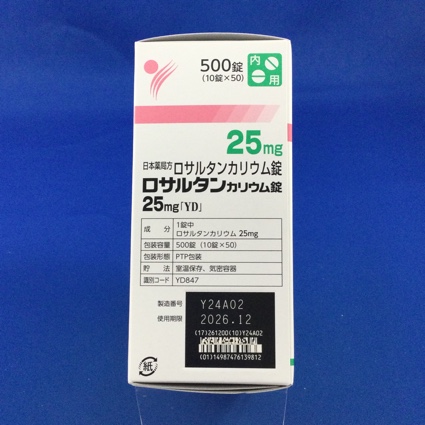 500錠
(10錠×50)
内
用
25mg
日本薬局方 ロサルタンカリウム錠
ロサルタンカリウム錠
25mg「YD」
成 分 1錠中
ロサルタンカリウム 25mg
包装容量 500錠 (10錠×50)
包装形態 PTP包装
貯 法 室温保存、気密容器
識別コード YD847
製造番号 Y24A02
使用期限 2026.12
(17)261200(10)Y24A02
(01)14987476139812
紙